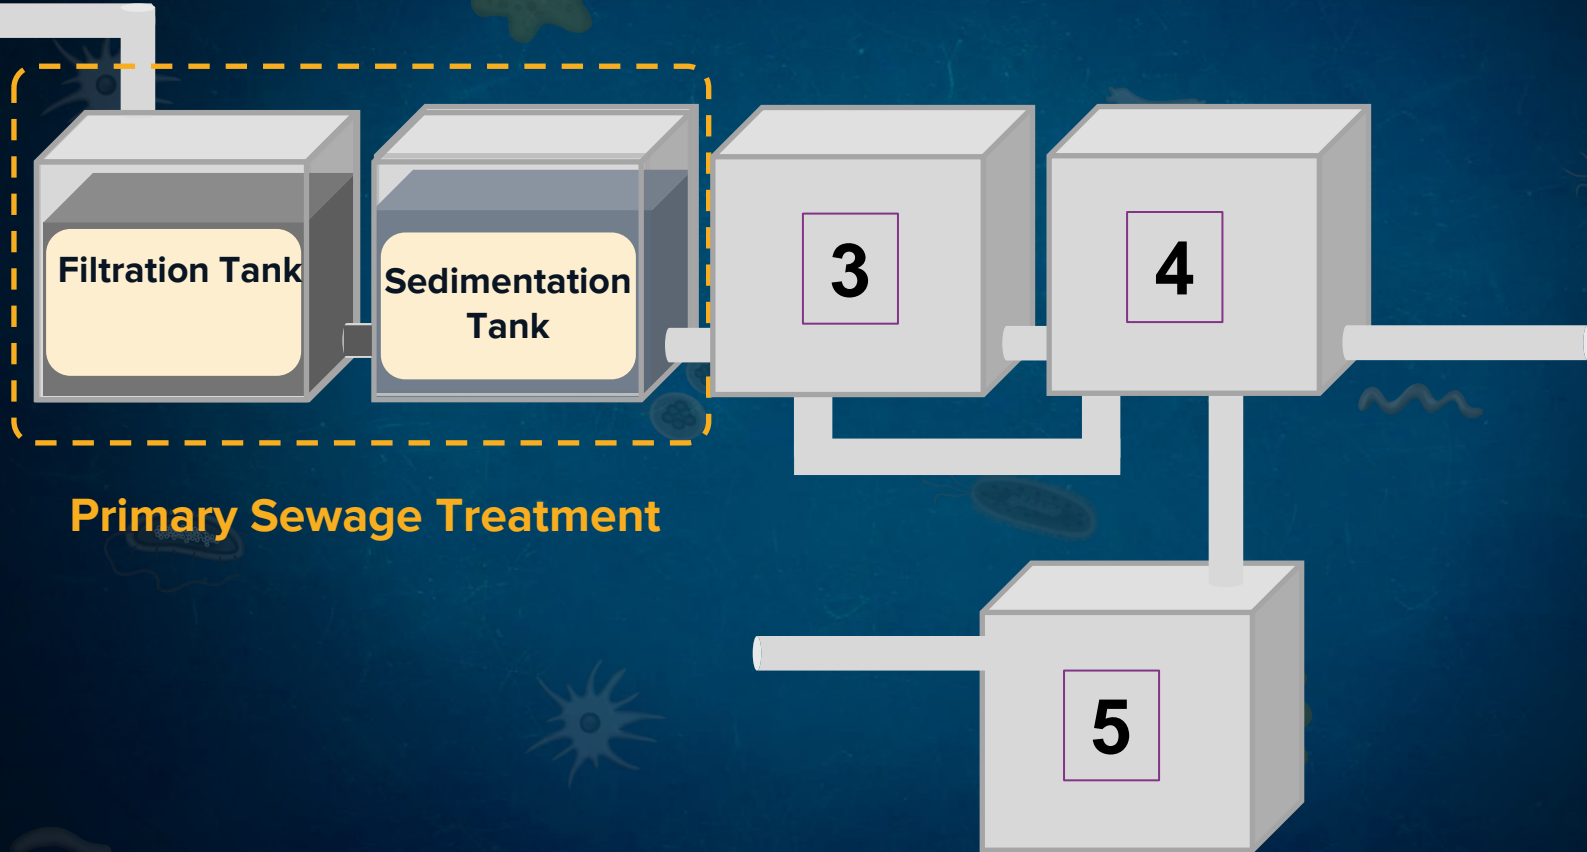 Filtration Tank
Sedimentation
Tank
3
4
Primary Sewage Treatment
5